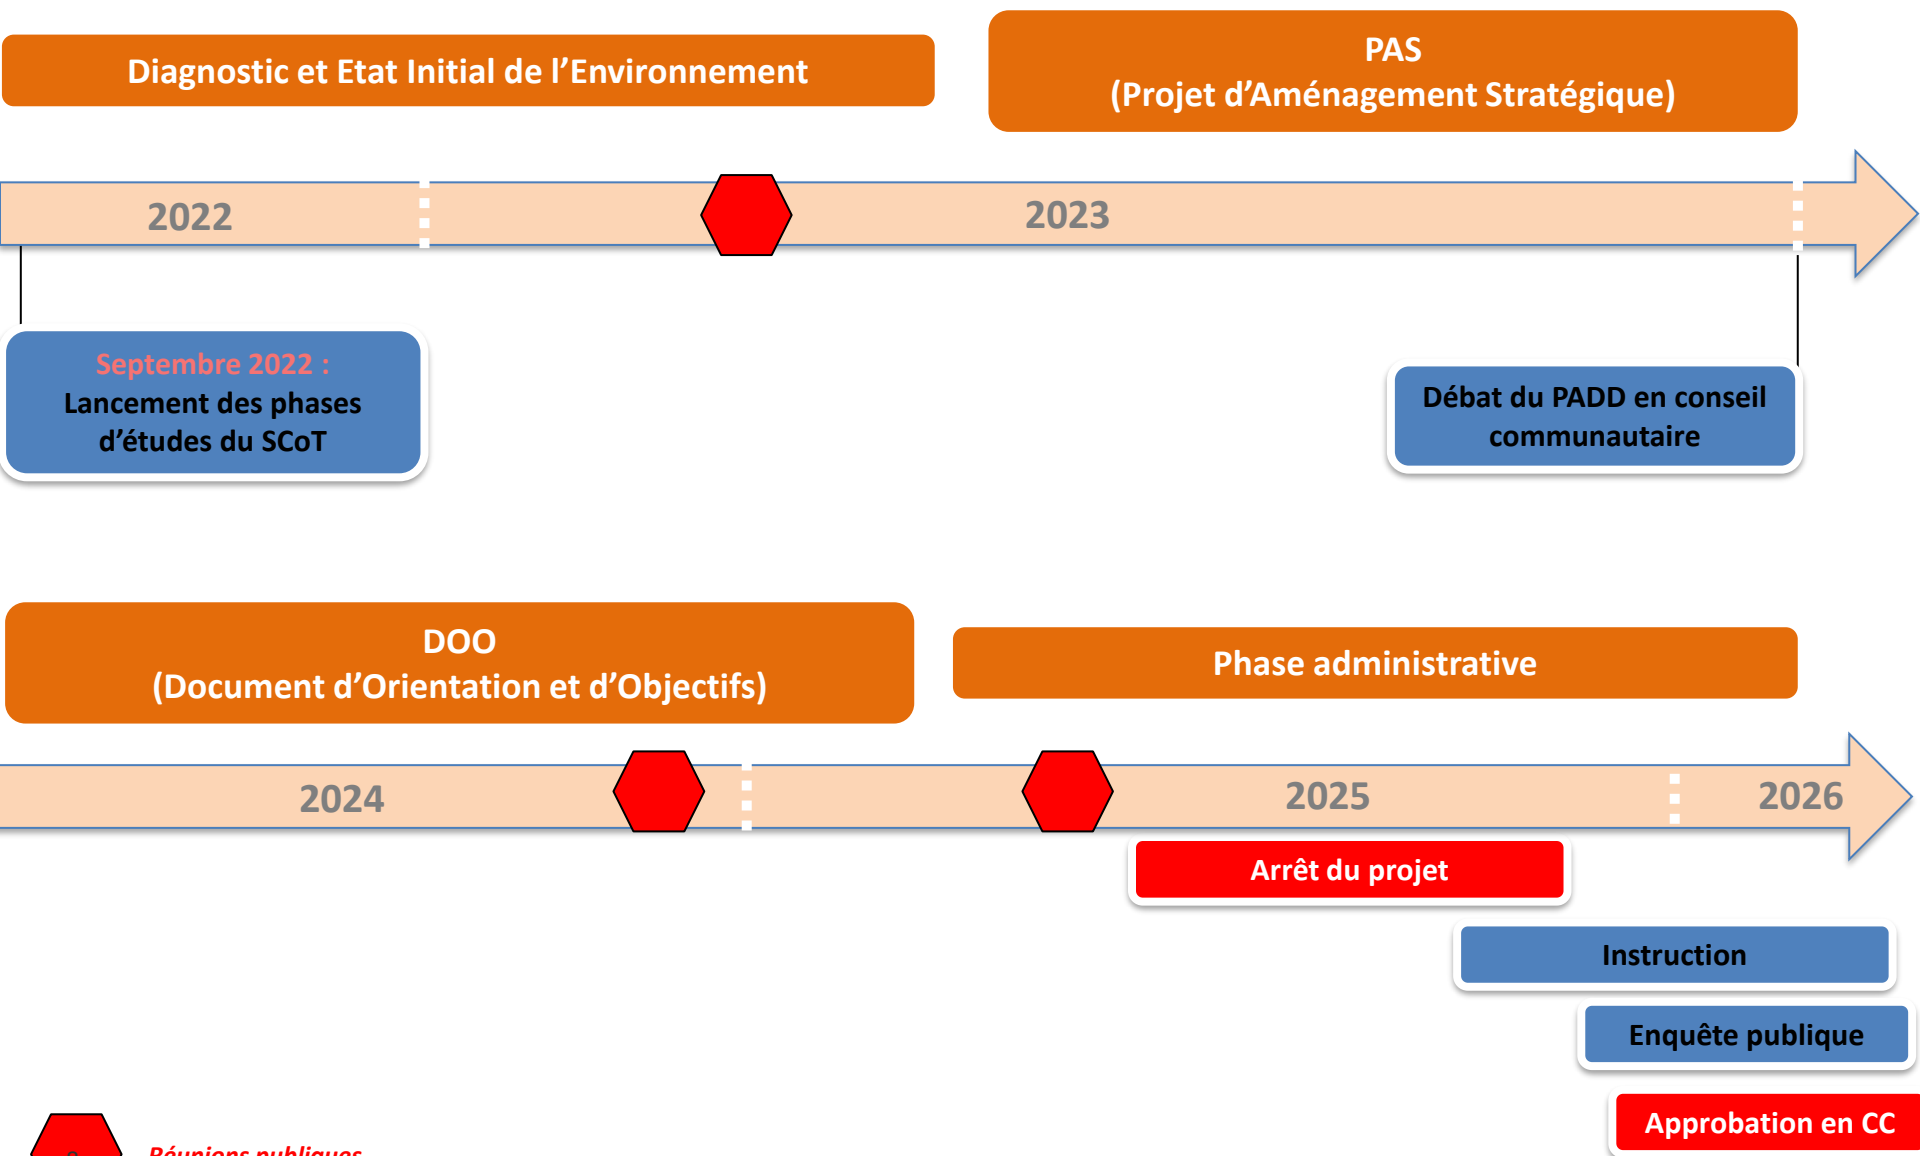 Diagnostic et Etat Initial de l’Environnement
PAS
(Projet d’Aménagement Stratégique)
2022
2023
Septembre 2022 :
Lancement des phases
d’études du SCoT
Débat du PADD en conseil
communautaire
DOO
(Document d’Orientation et d’Objectifs)
Phase administrative
2024
2025
2026
Arrêt du projet
Instruction
Enquête publique
Approbation en CC
Réunions publiques